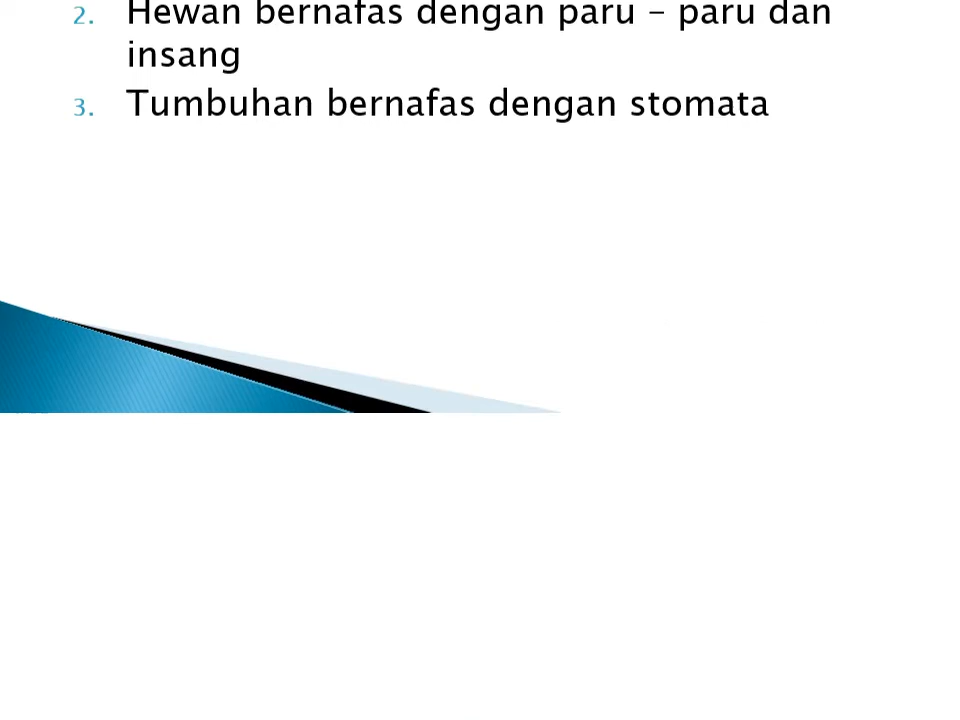 2. Hewan bernafas dengan paru – paru dan
insang
3. Tumbuhan bernafas dengan stomata